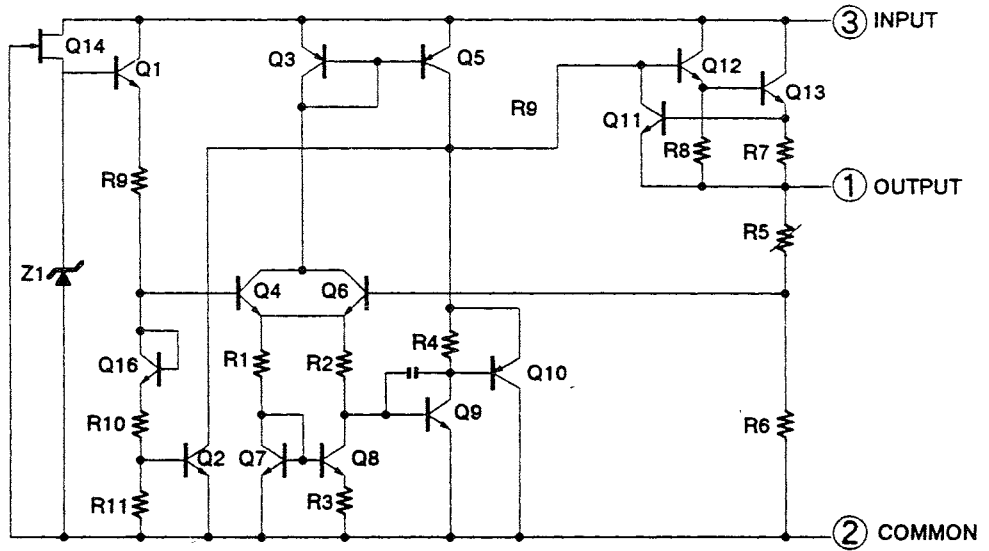 ③ INPUT
Q14
Q1
Q3
Q5
Q12
Q13
R9
Q11
R8
R7
R9
① OUTPUT
R5
Z1
Q4
Q6
Q16
R1
R2
R4
Q10
Q9
R10
R6
Q2
Q7
Q8
R11
R3
② COMMON